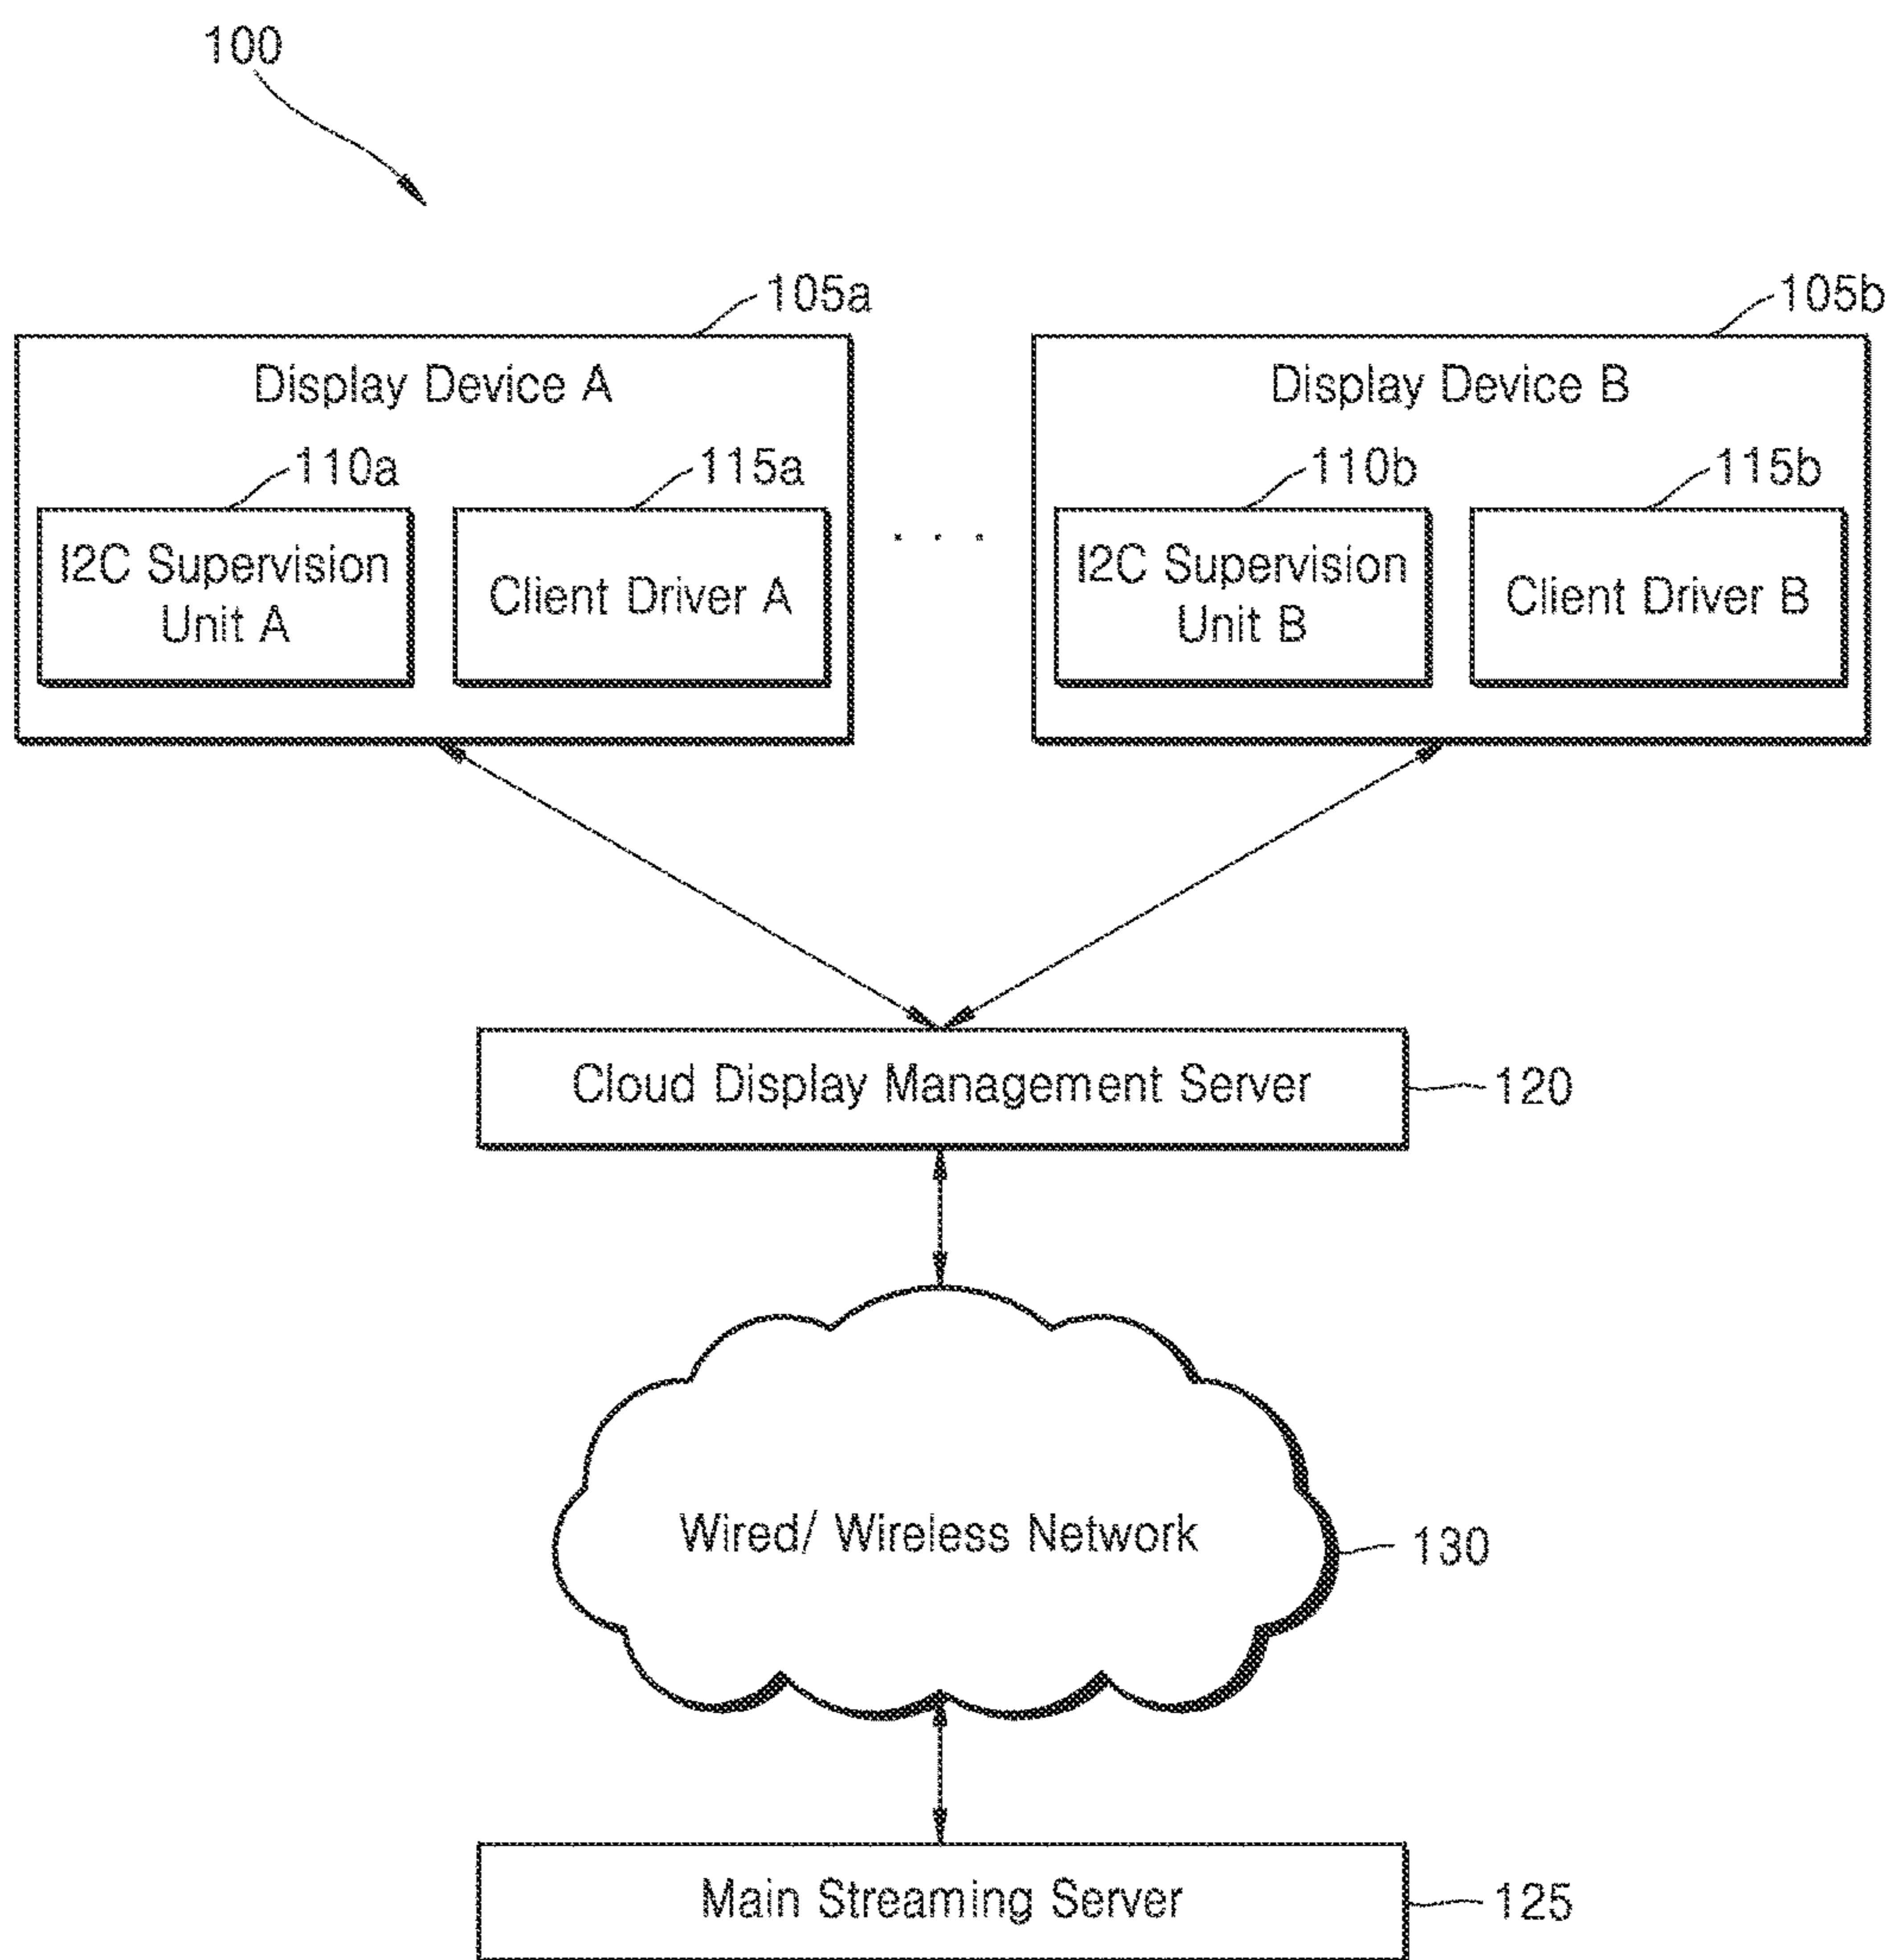 100
105a
105b
Display Device A
Display Device B
110a
115a
110b
115b
I2C Supervision
Unit A
Client Driver A
. . .
I2C Supervision
Unit B
Client Driver B
Cloud Display Management Server
120
Wired/ Wireless Network
130
Main Streaming Server
125